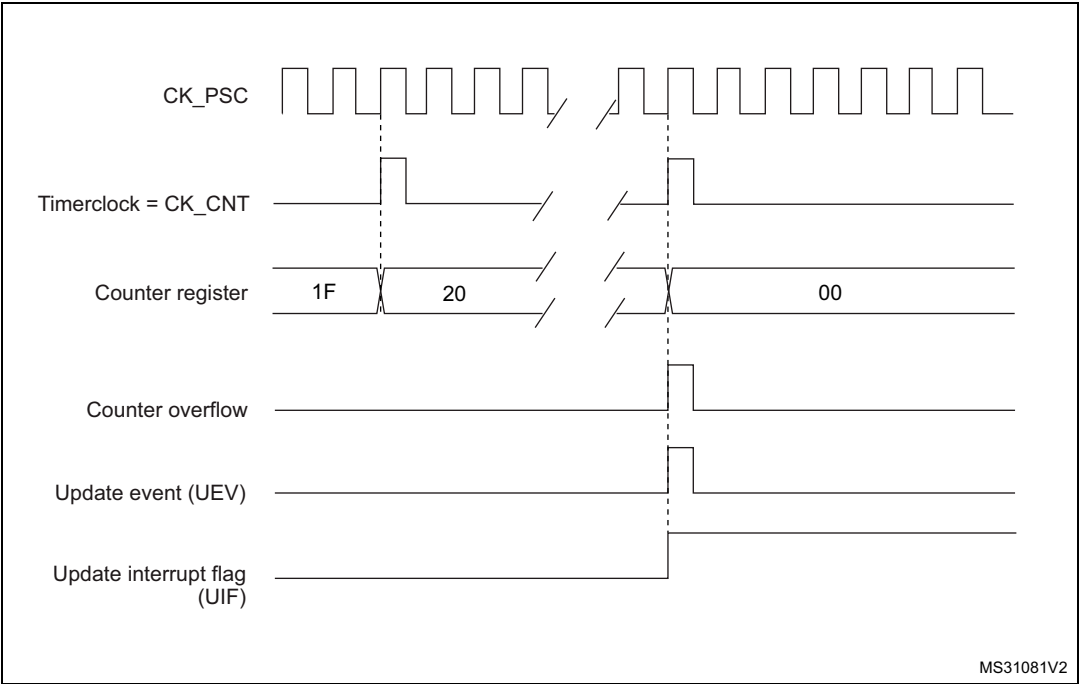 CK_PSC
Timerclock = CK_CNT
Counter register
1F
20
00
Counter overflow
Update event (UEV)
Update interrupt flag
(UIF)
MS31081V2